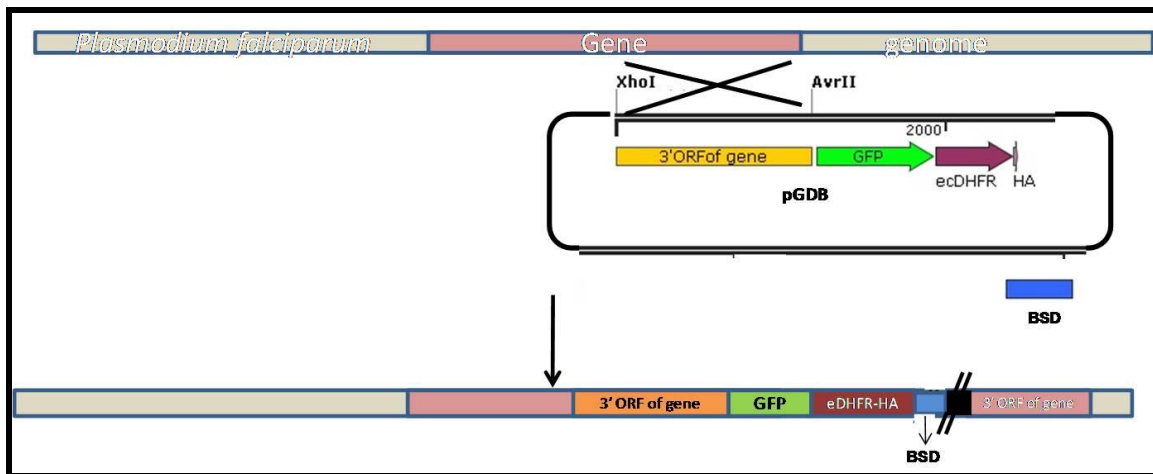 Plasmodium falciparum Gene genome
XhoI AvrII
2000
3'ORFof gene GFP
ecDHFR HA
pGDB
BSD
3' ORF of gene GFP eDHFR-HA 3' ORF of gene
BSD